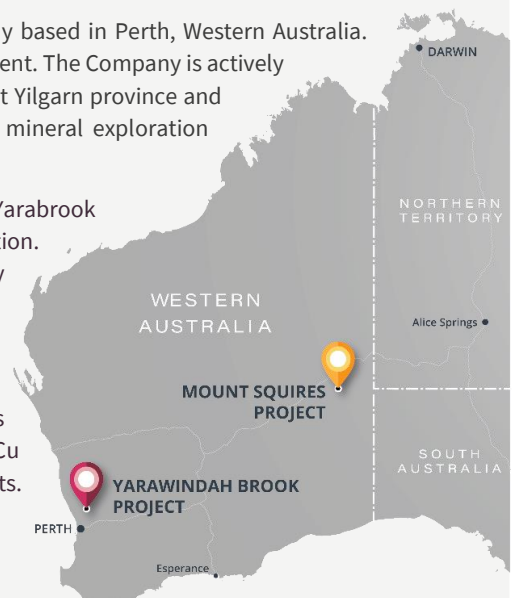 y based in Perth, Western Australia.
ent. The Company is actively
t Yilgarn province and
mineral exploration
Yarabrook
tion.
y
s
Cu
ts.
DARWIN
NORTHERN
TERRITORY
WESTERN
AUSTRALIA
Alice Springs
MOUNT SQUIRES
PROJECT
SOUTH
AUSTRALIA
YARAWINDAH BROOK
PROJECT
PERTH
Esperance